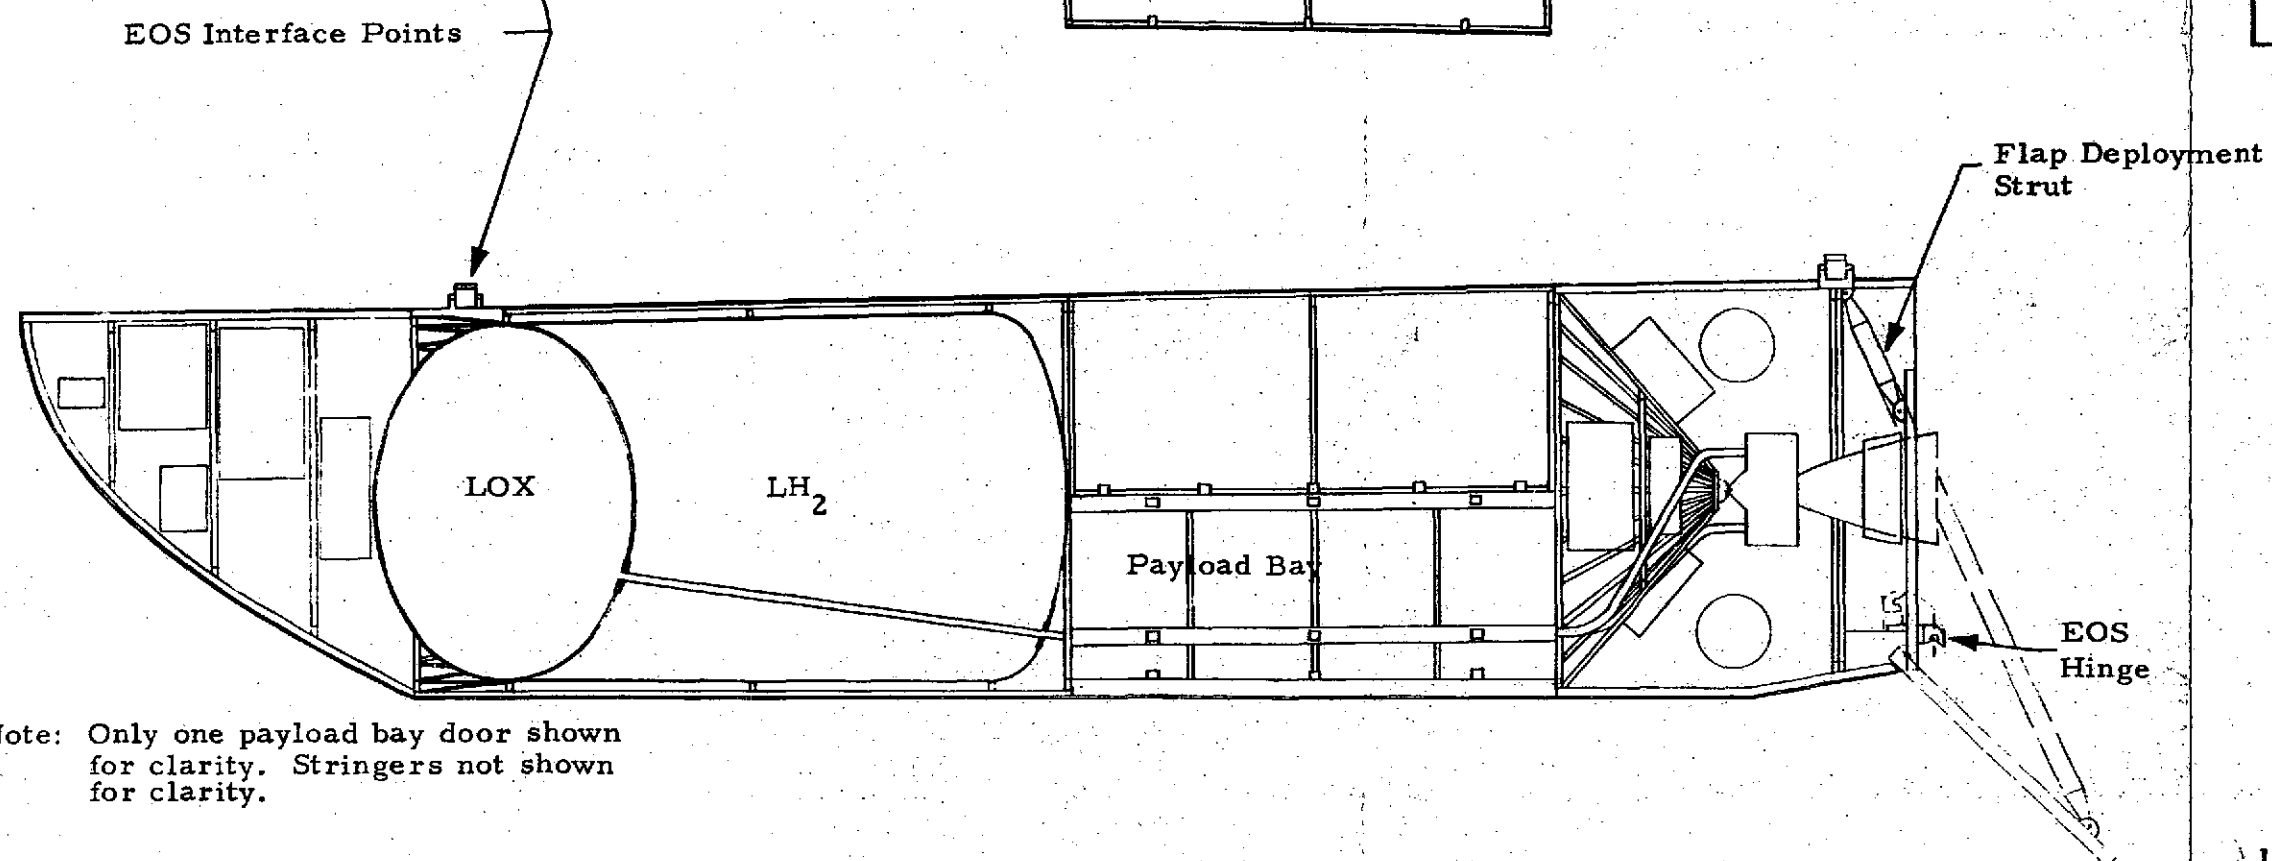 EOS Interface Points
Flap Deployment
Strut
LOX
LH2
Payload Bay
EOS
Hinge
ote: Only one payload bay door shown
for clarity. Stringers not shown
for clarity.